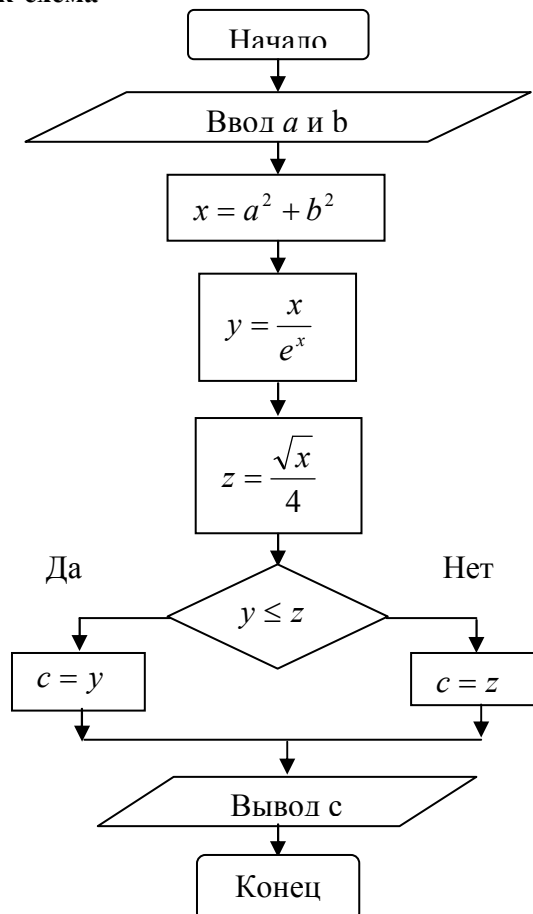 Начало
Ввод a и b
x = a² + b²
y = x / eˣ
z = √x / 4
Да
Нет
y ≤ z
c = y
c = z
Вывод c
Конец